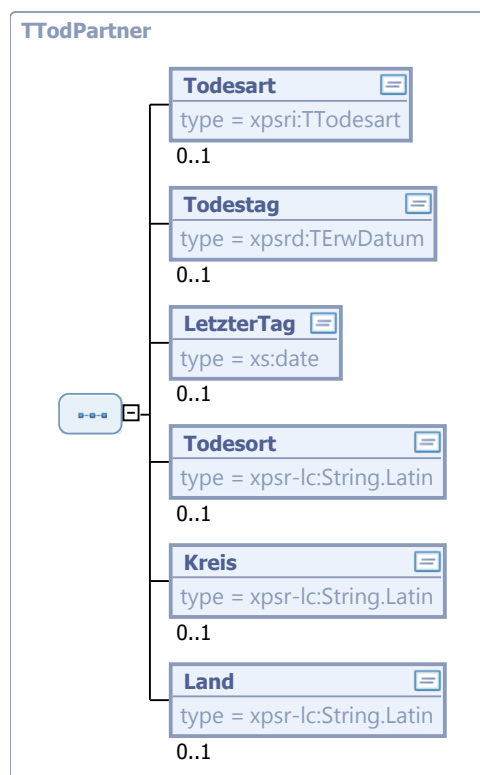 TTodPartner
Todesart
type = xpsri:TTodesart
0..1
Todestag
type = xpsrd:TErwDatum
0..1
LetzterTag
type = xs:date
0..1
Todesort
type = xpsr-lc:String.Latin
0..1
Kreis
type = xpsr-lc:String.Latin
0..1
Land
type = xpsr-lc:String.Latin
0..1